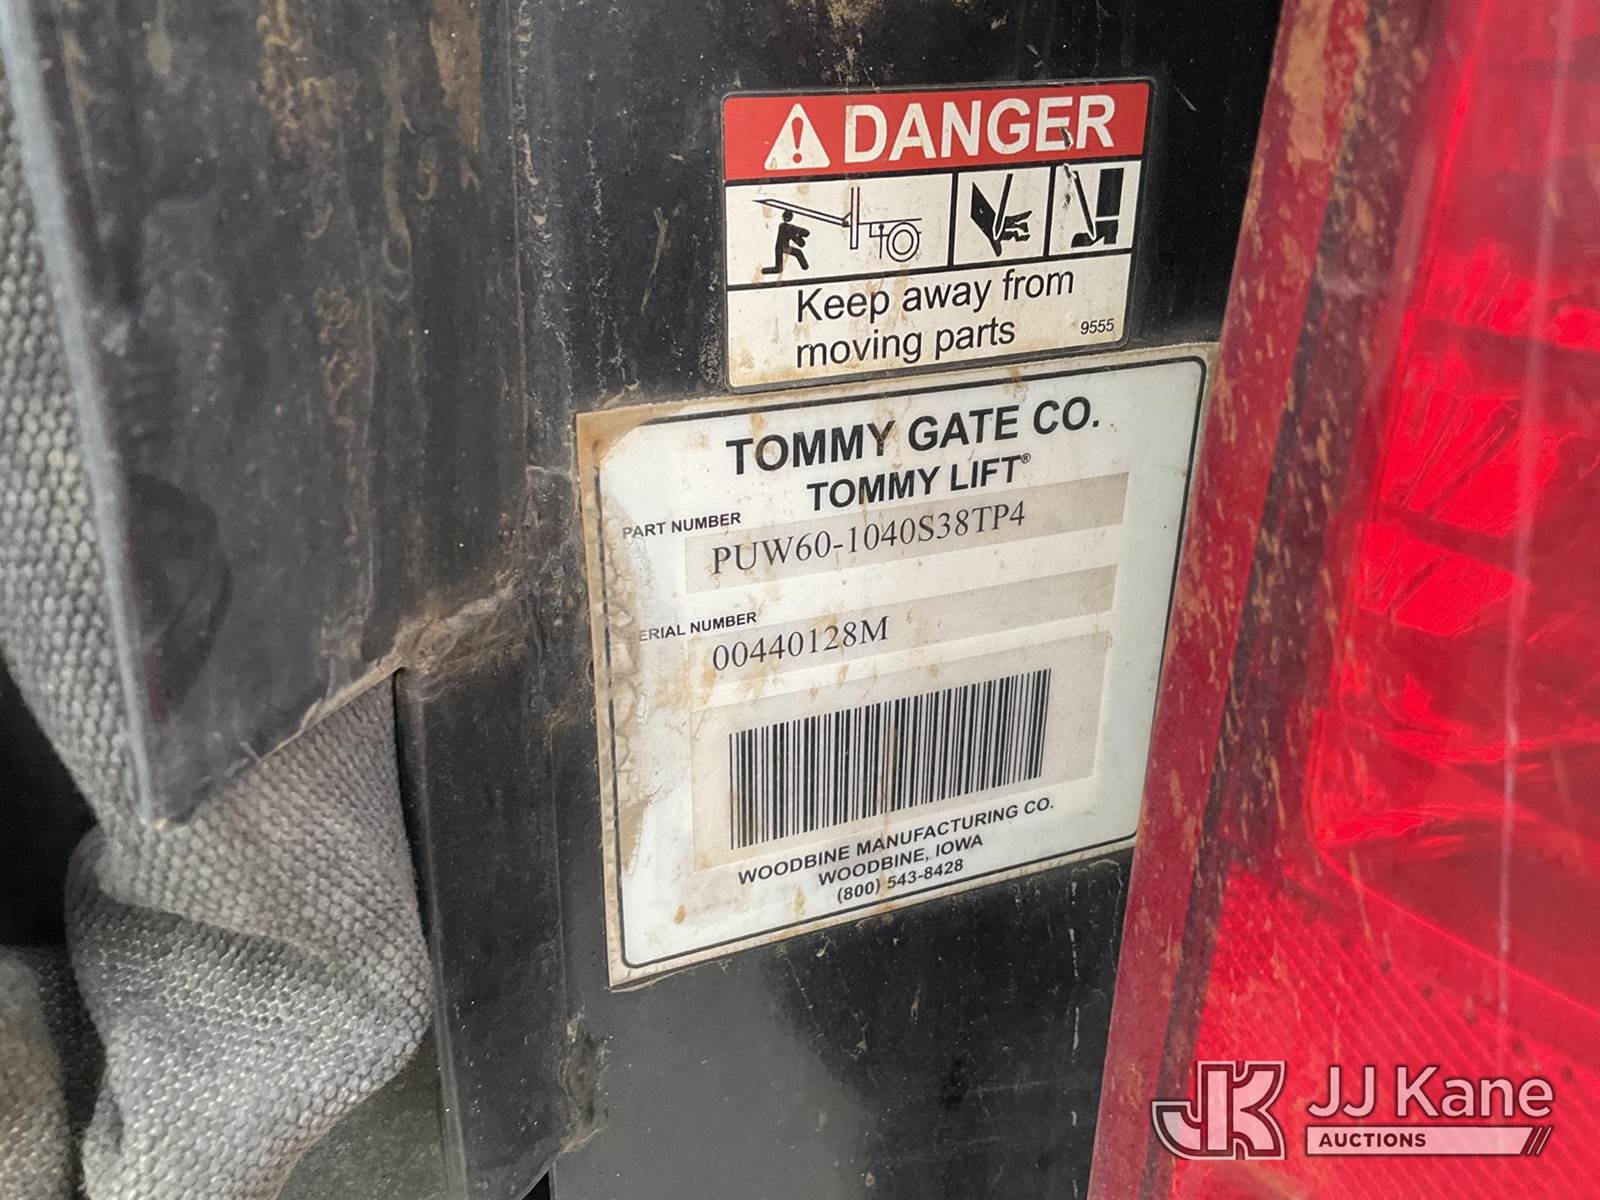 DANGER
Keep away from
moving parts
9555
TOMMY GATE CO.
TOMMY LIFT®
PART NUMBER
PUW60-1040S38TP4
ERIAL NUMBER
00440128M
WOODBINE MANUFACTURING CO.
WOODBINE, IOWA
(800) 543-8428
JK JJ Kane
AUCTIONS